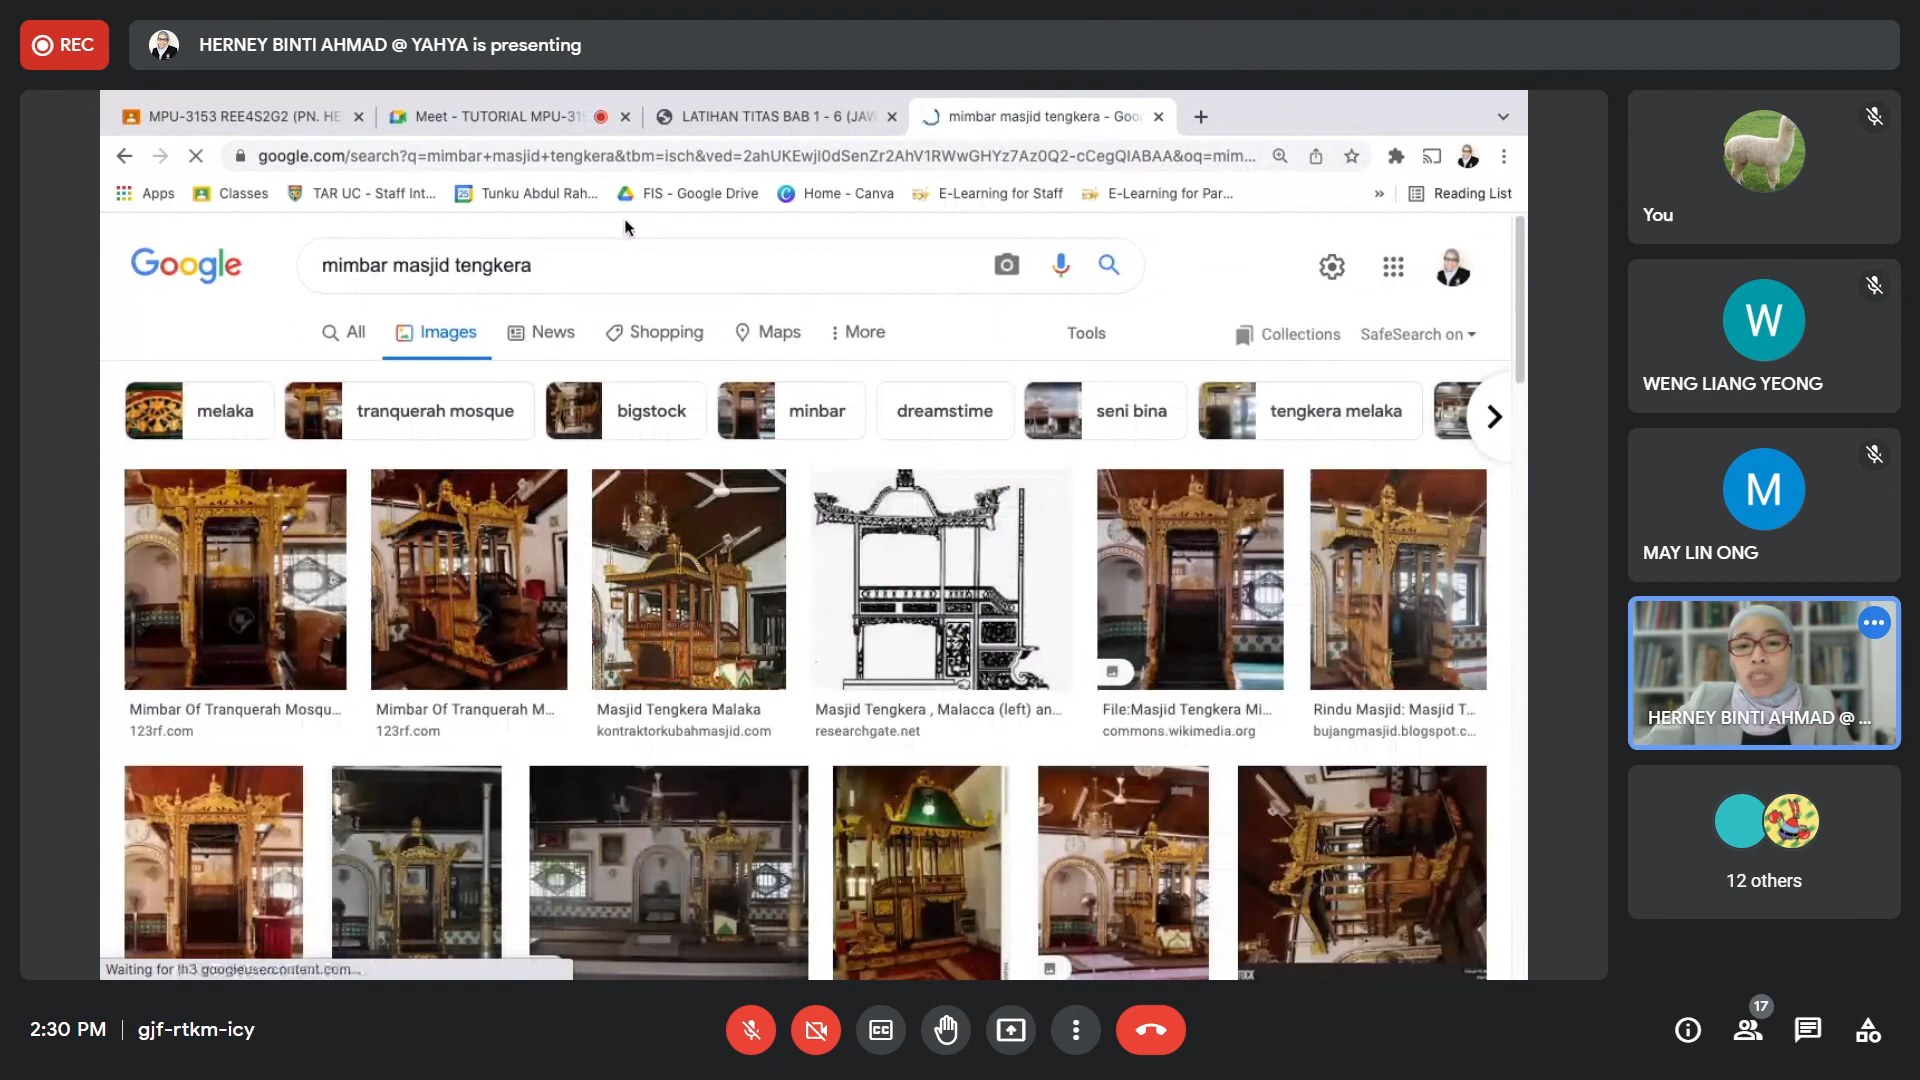 REC
HERNEY BINTI AHMAD @ YAHYA is presenting
MPU-3153 REE4S2G2 (PN. HE
Meet - TUTORIAL MPU-31
LATIHAN TITAS BAB 1 - 6 (JAW
mimbar masjid tengkera - Goo
google.com/search?q=mimbar+masjid+tengkera&tbm=isch&ved=2ahUKEwjl0dSenZr2AhV1RWwGHYz7Az0Q2-cCegQIABAA&oq=mim...
Apps
Classes
TAR UC - Staff Int...
Tunku Abdul Rah...
FIS - Google Drive
Home - Canva
E-Learning for Staff
E-Learning for Par...
»
Reading List
Google
mimbar masjid tengkera
All
Images
News
Shopping
Maps
More
Tools
Collections
SafeSearch on
melaka
tranquerah mosque
bigstock
minbar
dreamstime
seni bina
tengkera melaka
Mimbar Of Tranquerah Mosqu...
123rf.com
Mimbar Of Tranquerah M...
123rf.com
Masjid Tengkera Malaka
kontraktorkubahmasjid.com
Masjid Tengkera , Malacca (left) an...
researchgate.net
File:Masjid Tengkera Mi...
commons.wikimedia.org
Rindu Masjid: Masjid T...
bujangmasjid.blogspot.c...
Waiting for lh3.googleusercontent.com...
You
W
WENG LIANG YEONG
M
MAY LIN ONG
HERNEY BINTI AHMAD @ ...
12 others
2:30 PM
gjf-rtkm-icy
17